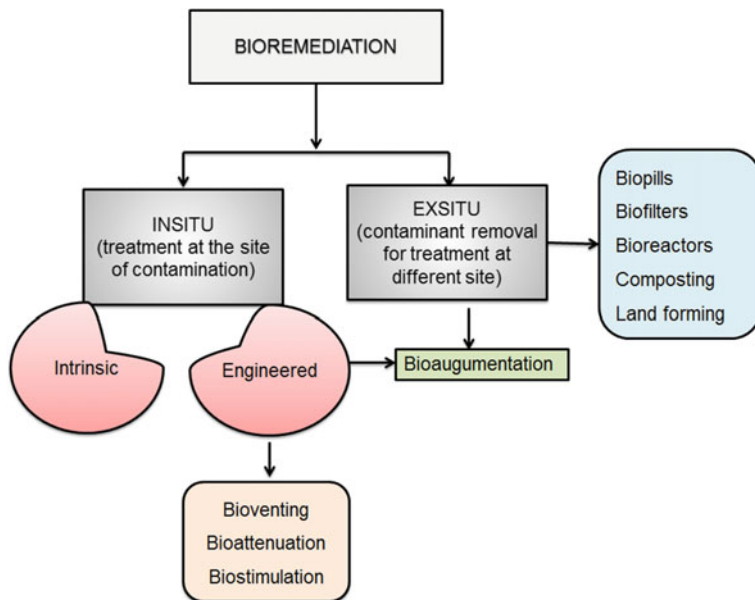 BIOREMEDIATION
INSITU
(treatment at the site
of contamination)
EXSITU
(contaminant removal
for treatment at
different site)
Biopills
Biofilters
Bioreactors
Composting
Land forming
Intrinsic
Engineered
Bioaugumentation
Bioventing
Bioattenuation
Biostimulation